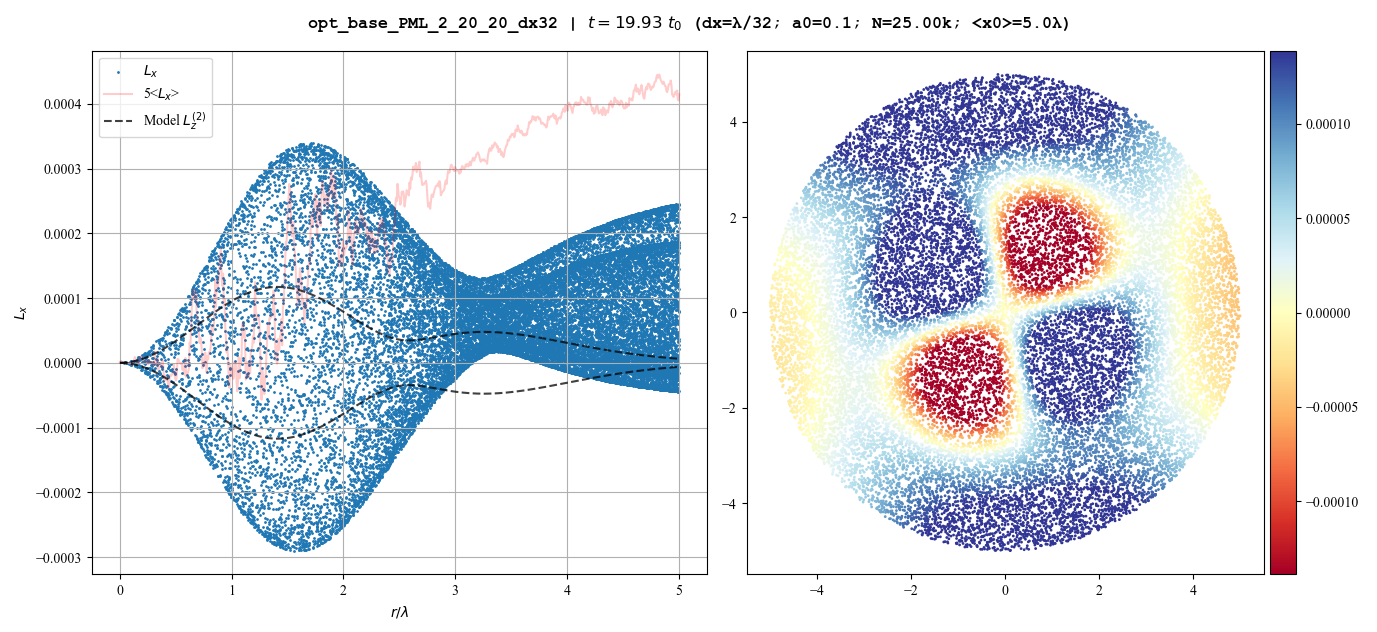 opt_base_PML_2_20_20_dx32 | t = 19.93 t₀ (dx=λ/32; a0=0.1; N=25.00k; <x0>=5.0λ)
Lₓ
5<Lₓ>
Model L_z^(2)
0.0004
0.0003
0.0002
0.0001
0.0000
−0.0001
−0.0002
−0.0003
Lₓ
0 1 2 3 4 5
r/λ
4
2
0
−2
−4
−4 −2 0 2 4
0.00010
0.00005
0.00000
−0.00005
−0.00010